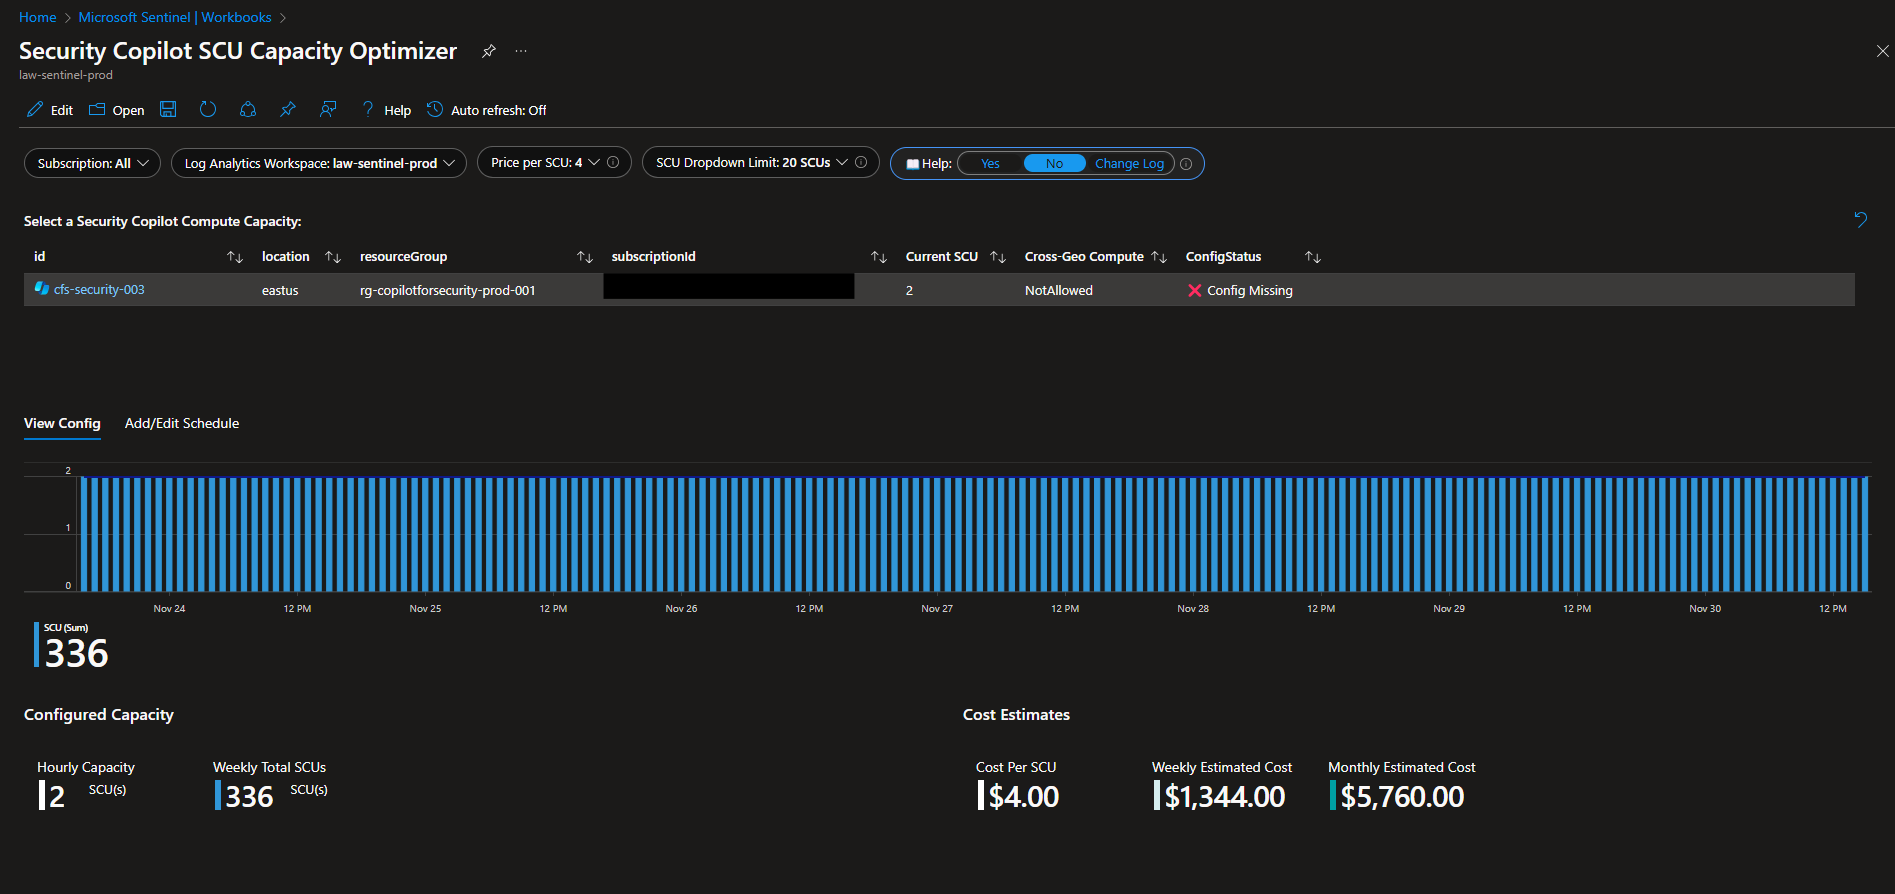 Home > Microsoft Sentinel | Workbooks >
Security Copilot SCU Capacity Optimizer ...
law-sentinel-prod
Edit Open ? Help Auto refresh: Off
Subscription: All Log Analytics Workspace: law-sentinel-prod Price per SCU: 4 SCU Dropdown Limit: 20 SCUs Help: Yes No Change Log
Select a Security Copilot Compute Capacity:
id location resourceGroup subscriptionId Current SCU Cross-Geo Compute ConfigStatus
cfs-security-003 eastus rg-copilotforsecurity-prod-001 2 NotAllowed Config Missing
View Config Add/Edit Schedule
2
1
0
Nov 24 12 PM Nov 25 12 PM Nov 26 12 PM Nov 27 12 PM Nov 28 12 PM Nov 29 12 PM Nov 30 12 PM
SCU (Sum)
336
Configured Capacity Cost Estimates
Hourly Capacity Weekly Total SCUs Cost Per SCU Weekly Estimated Cost Monthly Estimated Cost
2 SCU(s) 336 SCU(s) $4.00 $1,344.00 $5,760.00